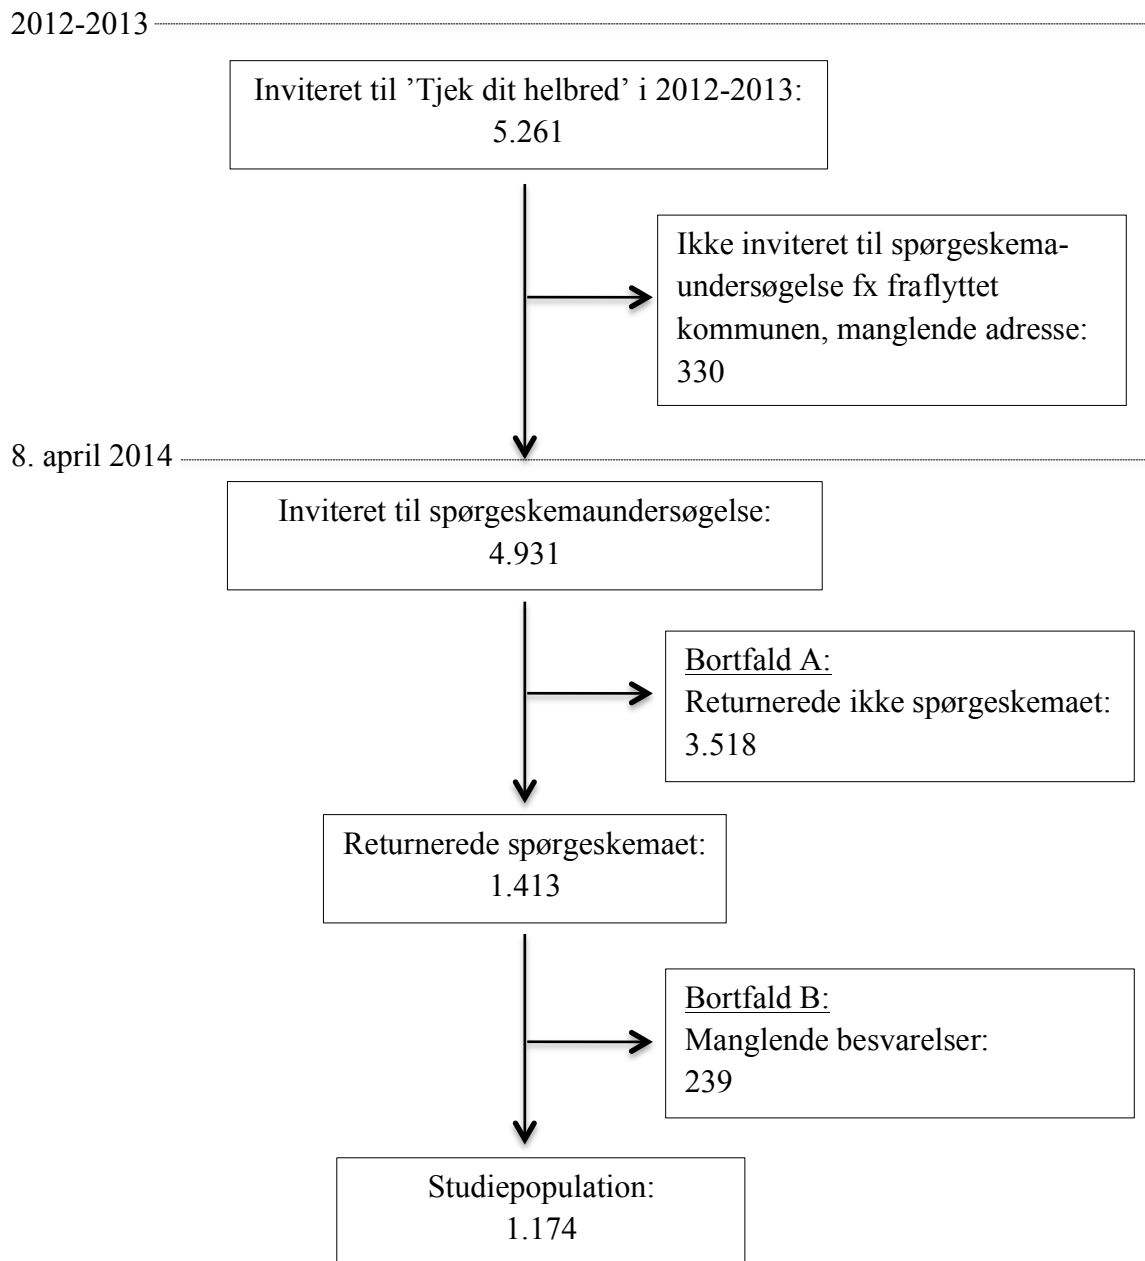 2012-2013
Inviteret til ’Tjek dit helbred’ i 2012-2013:
5.261
Ikke inviteret til spørgeskema-
undersøgelse fx fraflyttet
kommunen, manglende adresse:
330
8. april 2014
Inviteret til spørgeskemaundersøgelse:
4.931
Bortfald A:
Returnerede ikke spørgeskemaet:
3.518
Returnerede spørgeskemaet:
1.413
Bortfald B:
Manglende besvarelser:
239
Studiepopulation:
1.174